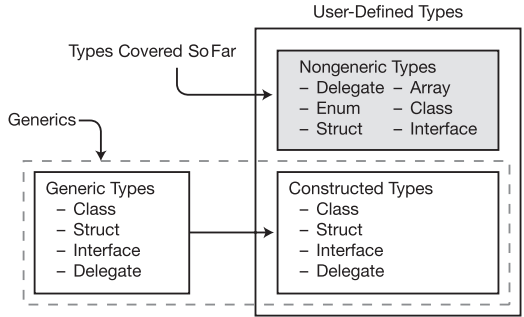 User-Defined Types
Types Covered So Far
Nongeneric Types
– Delegate – Array
– Enum – Class
– Struct – Interface
Generics
Generic Types
– Class
– Struct
– Interface
– Delegate
Constructed Types
– Class
– Struct
– Interface
– Delegate